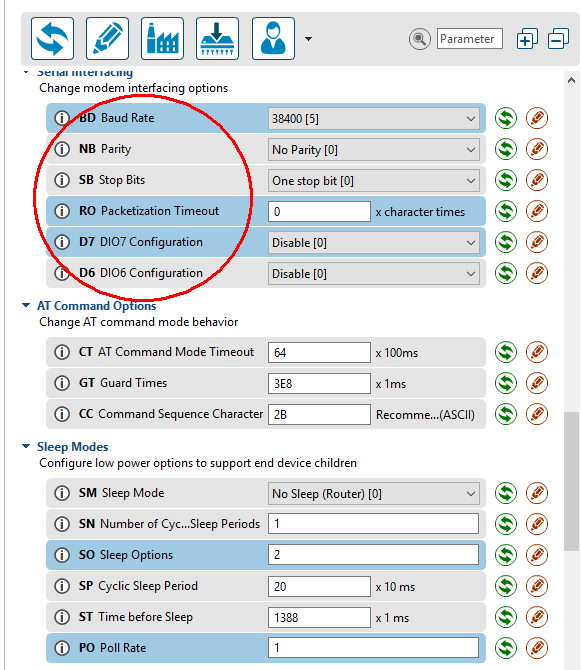 Parameter
Serial Interfacing
Change modem interfacing options
BD Baud Rate 38400 [5]
NB Parity No Parity [0]
SB Stop Bits One stop bit [0]
RO Packetization Timeout 0 x character times
D7 DIO7 Configuration Disable [0]
D6 DIO6 Configuration Disable [0]
AT Command Options
Change AT command mode behavior
CT AT Command Mode Timeout 64 x 100ms
GT Guard Times 3E8 x 1ms
CC Command Sequence Character 2B Recomme...(ASCII)
Sleep Modes
Configure low power options to support end device children
SM Sleep Mode No Sleep (Router) [0]
SN Number of Cyc...Sleep Periods 1
SO Sleep Options 2
SP Cyclic Sleep Period 20 x 10 ms
ST Time before Sleep 1388 x 1 ms
PO Poll Rate 1